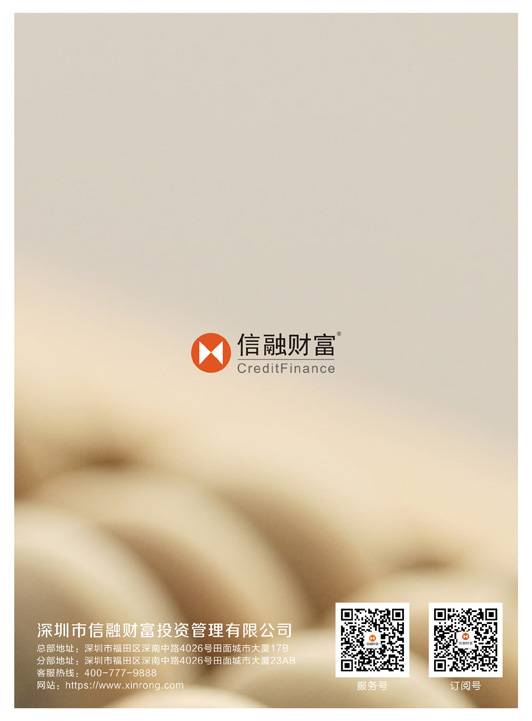 信融财富®
CreditFinance
深圳市信融财富投资管理有限公司
总部地址：深圳市福田区深南中路4026号田面城市大厦17B
分部地址：深圳市福田区深南中路4026号田面城市大厦23AB
客服热线：400-777-9888
网站：https://www.xinrong.com
服务号
订阅号